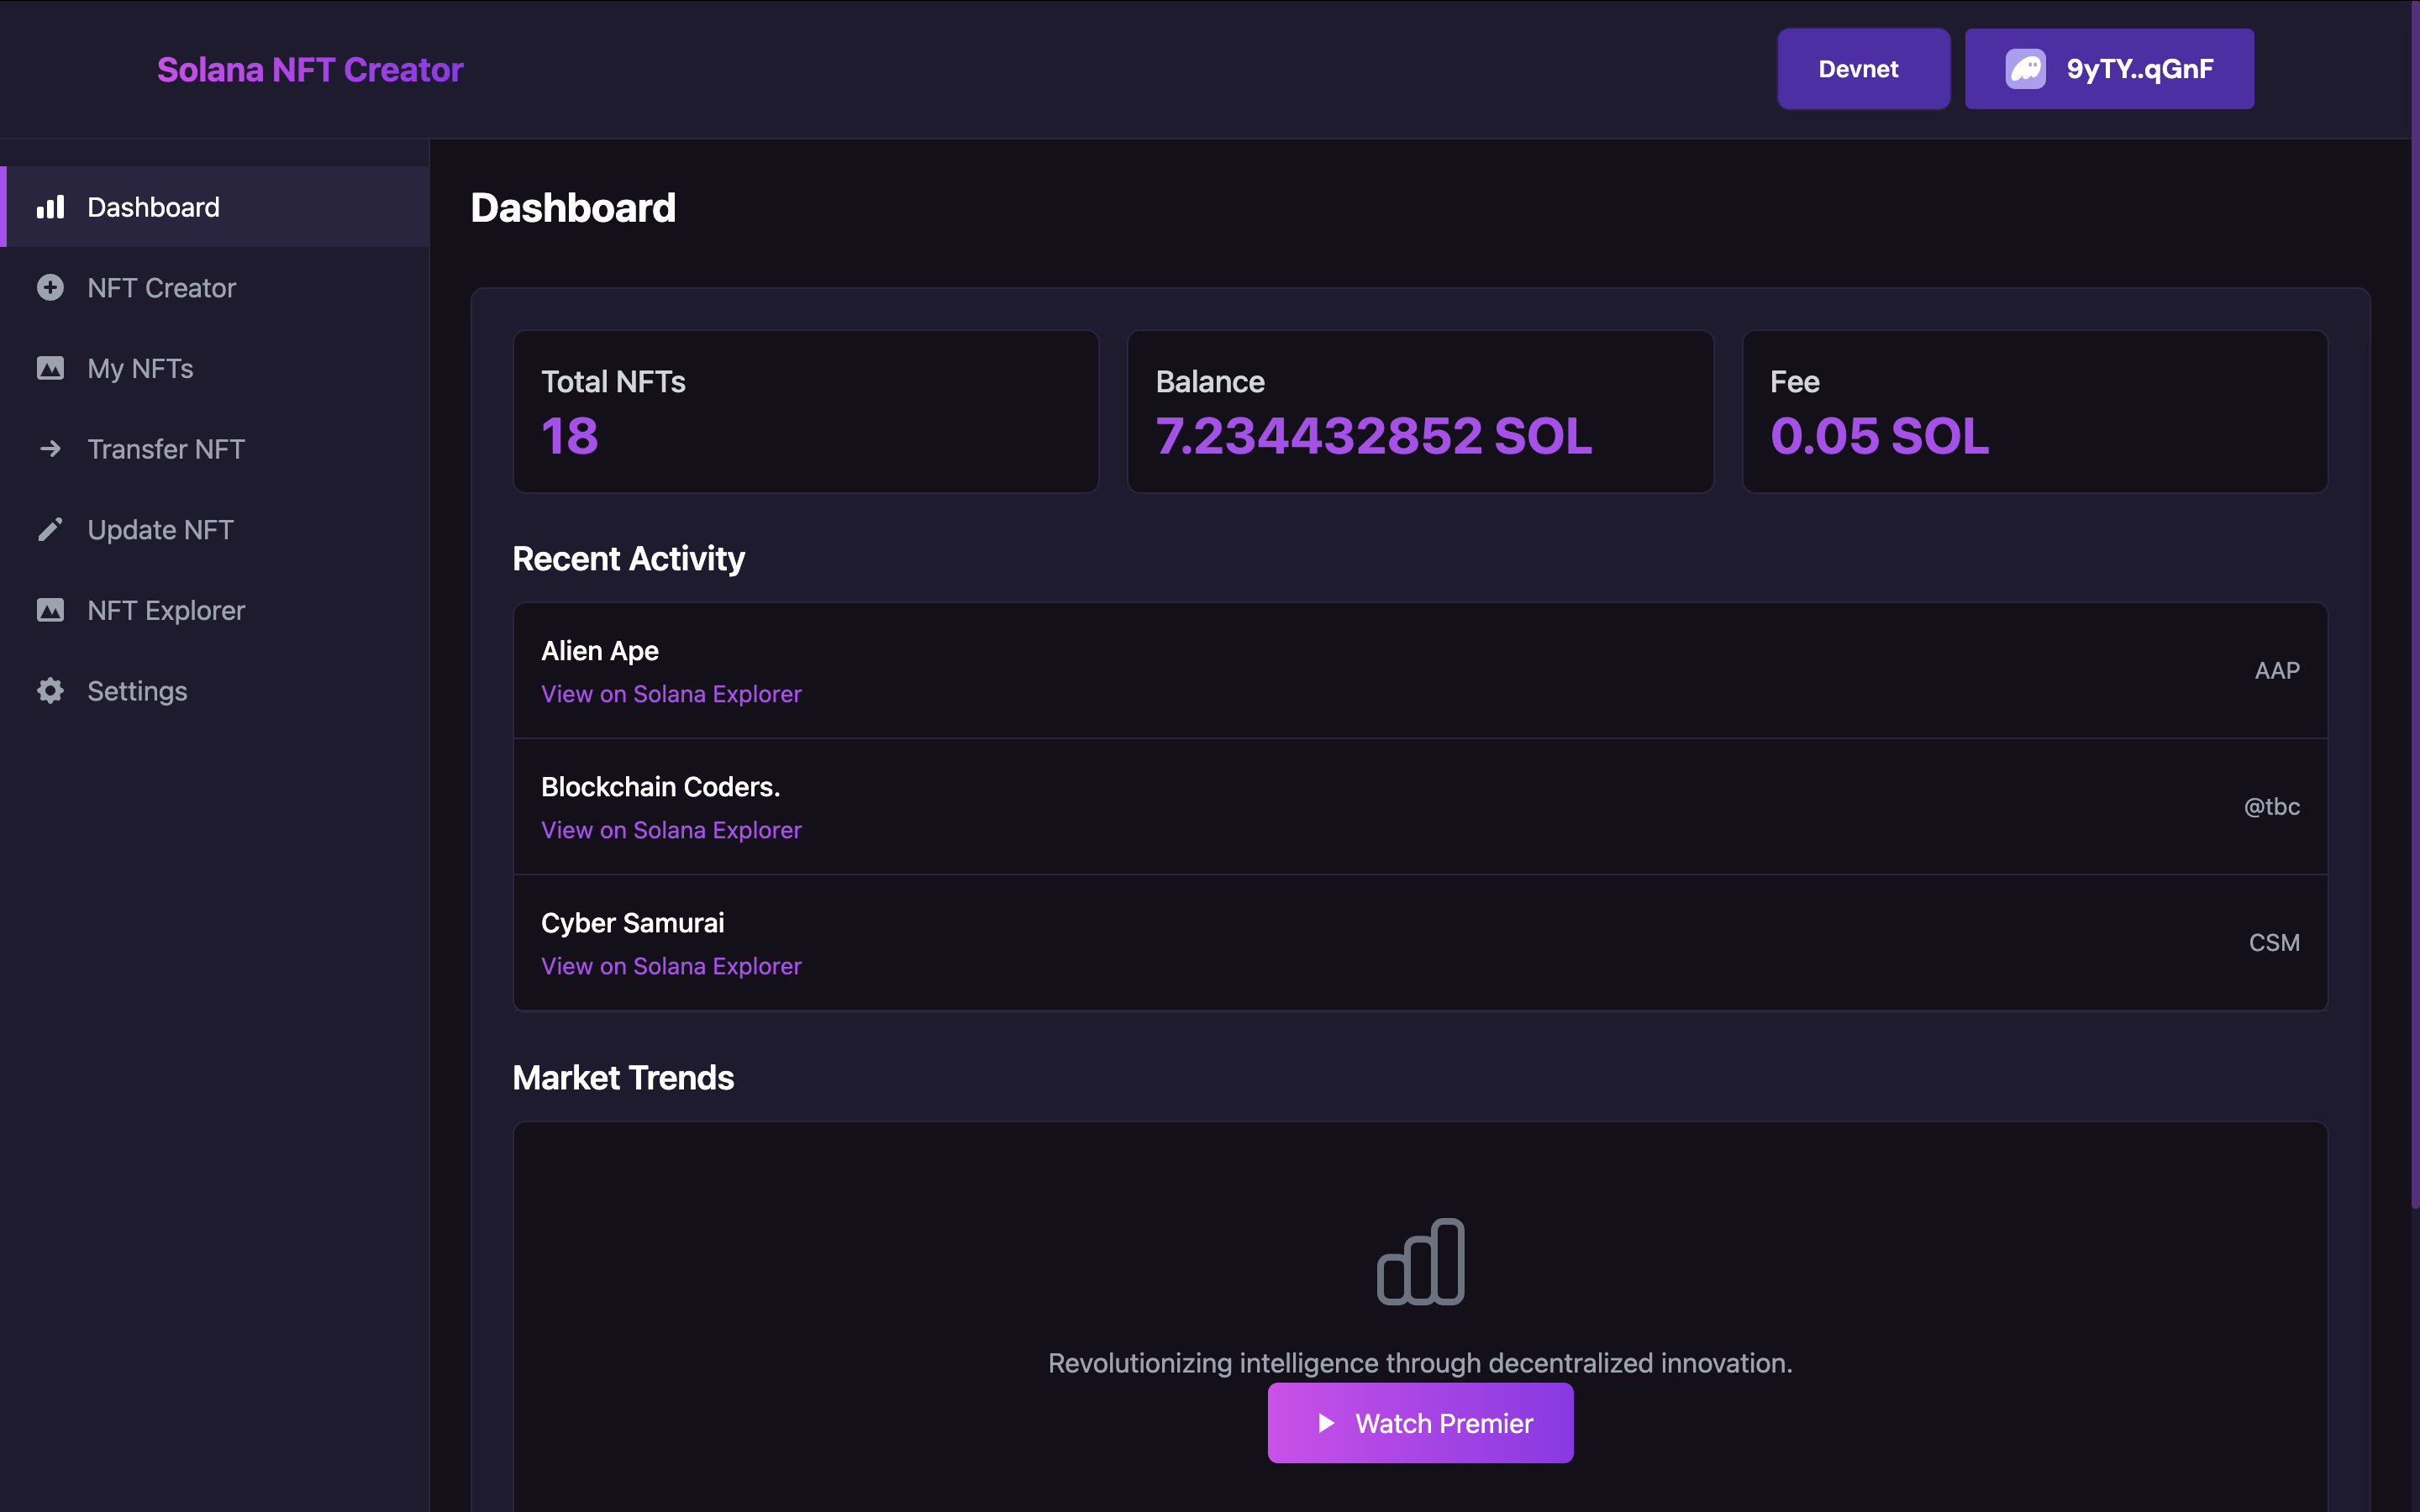 Solana NFT Creator
Devnet
9yTY..qGnF
Dashboard
NFT Creator
My NFTs
Transfer NFT
Update NFT
NFT Explorer
Settings
Dashboard
Total NFTs
18
Balance
7.234432852 SOL
Fee
0.05 SOL
Recent Activity
Alien Ape
View on Solana Explorer
AAP
Blockchain Coders.
View on Solana Explorer
@tbc
Cyber Samurai
View on Solana Explorer
CSM
Market Trends
Revolutionizing intelligence through decentralized innovation.
Watch Premier